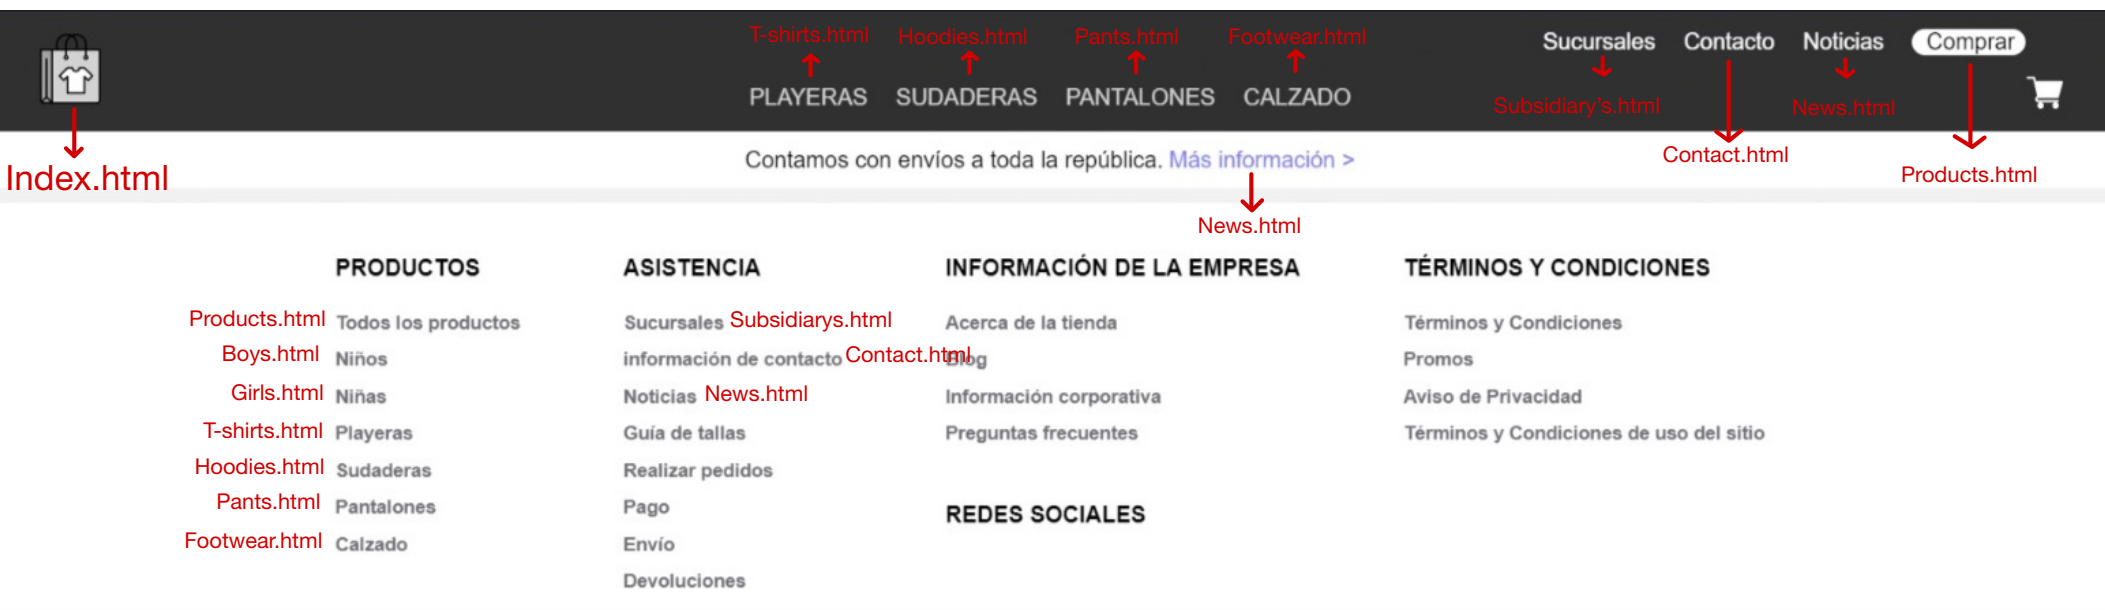 T-shirts.html Hoodies.html Pants.html Footwear.html
Sucursales Contacto Noticias Comprar
PLAYERAS SUDADERAS PANTALONES CALZADO
Subsidiary's.html News.html
Contact.html
Products.html
Index.html
Contamos con envíos a toda la república. Más información >
News.html
PRODUCTOS
Products.html Todos los productos
Boys.html Niños
Girls.html Niñas
T-shirts.html Playeras
Hoodies.html Sudaderas
Pants.html Pantalones
Footwear.html Calzado
ASISTENCIA
Sucursales Subsidiarys.html
información de contacto Contact.html
Noticias News.html
Guía de tallas
Realizar pedidos
Pago
Envío
Devoluciones
INFORMACIÓN DE LA EMPRESA
Acerca de la tienda
Blog
Información corporativa
Preguntas frecuentes
REDES SOCIALES
TÉRMINOS Y CONDICIONES
Términos y Condiciones
Promos
Aviso de Privacidad
Términos y Condiciones de uso del sitio